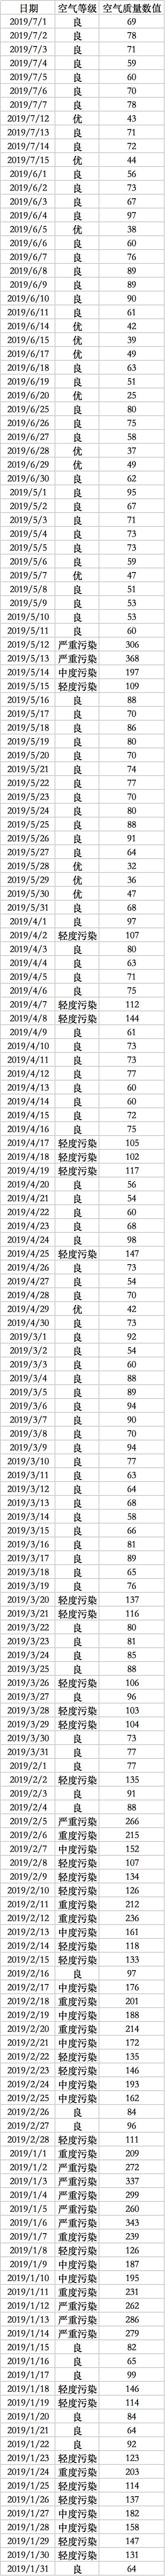 日期 空气等级 空气质量数值
2019/7/1 良 69
2019/7/2 良 78
2019/7/3 良 71
2019/7/4 良 59
2019/7/5 良 60
2019/7/6 良 70
2019/7/7 良 78
2019/7/12 优 43
2019/7/13 良 71
2019/7/14 良 72
2019/7/15 优 44
2019/6/1 良 56
2019/6/2 良 73
2019/6/3 良 67
2019/6/4 良 97
2019/6/5 优 38
2019/6/6 良 60
2019/6/7 良 76
2019/6/8 良 89
2019/6/9 良 89
2019/6/10 良 90
2019/6/11 良 61
2019/6/14 优 42
2019/6/15 优 39
2019/6/17 优 49
2019/6/18 良 63
2019/6/19 良 51
2019/6/20 优 25
2019/6/25 良 80
2019/6/26 良 75
2019/6/27 良 58
2019/6/28 优 37
2019/6/29 优 49
2019/6/30 良 62
2019/5/1 良 95
2019/5/2 良 67
2019/5/3 良 71
2019/5/4 良 73
2019/5/5 良 73
2019/5/6 良 59
2019/5/7 优 47
2019/5/8 良 51
2019/5/9 良 53
2019/5/10 良 53
2019/5/11 良 60
2019/5/12 严重污染 306
2019/5/13 严重污染 368
2019/5/14 中度污染 197
2019/5/15 轻度污染 109
2019/5/16 良 88
2019/5/17 良 70
2019/5/18 良 86
2019/5/19 良 80
2019/5/20 良 70
2019/5/21 良 74
2019/5/22 良 77
2019/5/23 良 70
2019/5/24 良 80
2019/5/25 良 88
2019/5/26 良 91
2019/5/27 良 64
2019/5/28 优 32
2019/5/29 优 36
2019/5/30 优 47
2019/5/31 良 68
2019/4/1 良 97
2019/4/2 轻度污染 107
2019/4/3 良 80
2019/4/4 良 63
2019/4/5 良 71
2019/4/6 良 75
2019/4/7 轻度污染 112
2019/4/8 轻度污染 144
2019/4/9 良 61
2019/4/10 良 73
2019/4/11 良 73
2019/4/12 良 77
2019/4/13 良 60
2019/4/14 良 60
2019/4/15 良 72
2019/4/16 良 75
2019/4/17 轻度污染 105
2019/4/18 轻度污染 102
2019/4/19 轻度污染 117
2019/4/20 良 56
2019/4/21 良 54
2019/4/22 良 60
2019/4/23 良 68
2019/4/24 良 98
2019/4/25 轻度污染 147
2019/4/26 良 73
2019/4/27 良 54
2019/4/28 良 70
2019/4/29 优 42
2019/4/30 良 73
2019/3/1 良 92
2019/3/2 良 54
2019/3/3 良 60
2019/3/4 良 88
2019/3/5 良 89
2019/3/6 良 94
2019/3/7 良 90
2019/3/8 良 70
2019/3/9 良 94
2019/3/10 良 77
2019/3/11 良 63
2019/3/12 良 64
2019/3/13 良 68
2019/3/14 良 58
2019/3/15 良 66
2019/3/16 良 81
2019/3/17 良 89
2019/3/18 良 65
2019/3/19 良 76
2019/3/20 轻度污染 137
2019/3/21 轻度污染 116
2019/3/22 良 80
2019/3/23 良 81
2019/3/24 良 85
2019/3/25 良 88
2019/3/26 轻度污染 106
2019/3/27 良 96
2019/3/28 轻度污染 103
2019/3/29 轻度污染 104
2019/3/30 良 73
2019/3/31 良 77
2019/2/1 良 77
2019/2/2 轻度污染 135
2019/2/3 良 91
2019/2/4 良 88
2019/2/5 严重污染 266
2019/2/6 重度污染 215
2019/2/7 中度污染 152
2019/2/8 轻度污染 107
2019/2/9 轻度污染 134
2019/2/10 轻度污染 126
2019/2/11 重度污染 212
2019/2/12 重度污染 236
2019/2/13 中度污染 161
2019/2/14 轻度污染 118
2019/2/15 轻度污染 133
2019/2/16 良 97
2019/2/17 中度污染 176
2019/2/18 重度污染 201
2019/2/19 中度污染 188
2019/2/20 重度污染 214
2019/2/21 中度污染 172
2019/2/22 轻度污染 135
2019/2/23 轻度污染 146
2019/2/24 中度污染 193
2019/2/25 中度污染 162
2019/2/26 良 84
2019/2/27 良 96
2019/2/28 轻度污染 111
2019/1/1 重度污染 209
2019/1/2 严重污染 272
2019/1/3 严重污染 337
2019/1/4 严重污染 299
2019/1/5 严重污染 260
2019/1/6 严重污染 343
2019/1/7 重度污染 239
2019/1/8 轻度污染 126
2019/1/9 中度污染 187
2019/1/10 中度污染 195
2019/1/11 重度污染 231
2019/1/12 严重污染 262
2019/1/13 严重污染 286
2019/1/14 严重污染 279
2019/1/15 良 82
2019/1/16 良 65
2019/1/17 良 99
2019/1/18 轻度污染 146
2019/1/19 轻度污染 114
2019/1/20 良 84
2019/1/21 良 64
2019/1/22 良 92
2019/1/23 轻度污染 123
2019/1/24 重度污染 203
2019/1/25 轻度污染 114
2019/1/26 轻度污染 137
2019/1/27 中度污染 182
2019/1/28 中度污染 158
2019/1/29 轻度污染 147
2019/1/30 轻度污染 131
2019/1/31 良 64